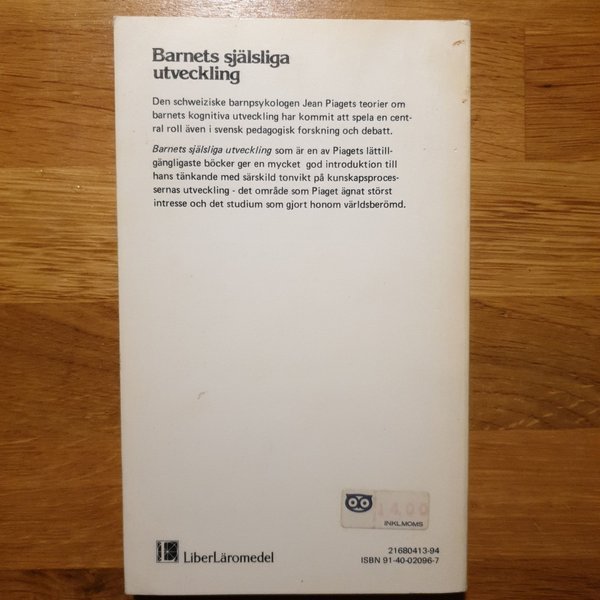 Barnets själsliga
utveckling
Den schweiziske barnpsykologen Jean Piagets teorier om
barnets kognitiva utveckling har kommit att spela en cent-
ral roll även i svensk pedagogisk forskning och debatt.
Barnets själsliga utveckling som är en av Piagets lättill-
gängligaste böcker ger en mycket god introduktion till
hans tänkande med särskild tonvikt på kunskapsproces-
sernas utveckling - det område som Piaget ägnat störst
intresse och det studium som gjort honom världsberömd.
14.00
INKL.MOMS
LiberLäromedel
21680413-94
ISBN 91-40-02096-7